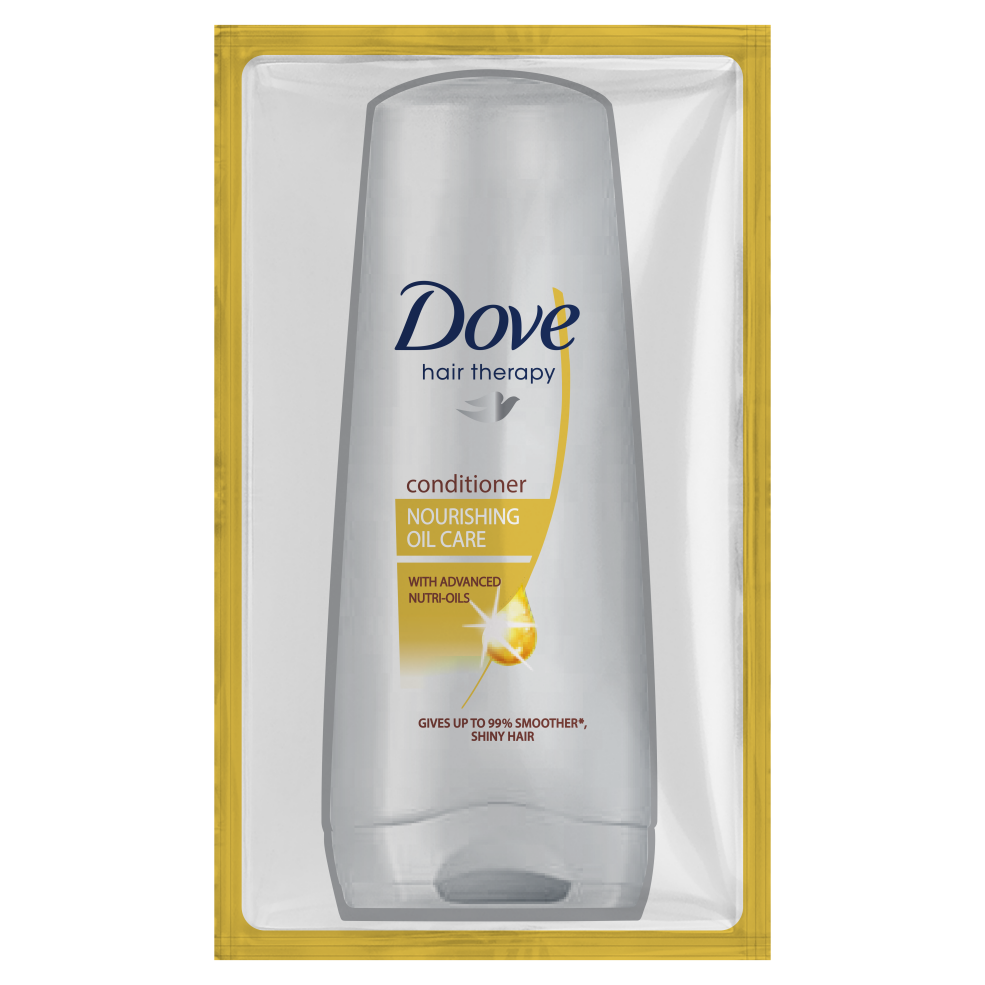 Dove
hair therapy
conditioner
NOURISHING
OIL CARE
WITH ADVANCED
NUTRI-OILS
GIVES UP TO 99% SMOOTHER*,
SHINY HAIR